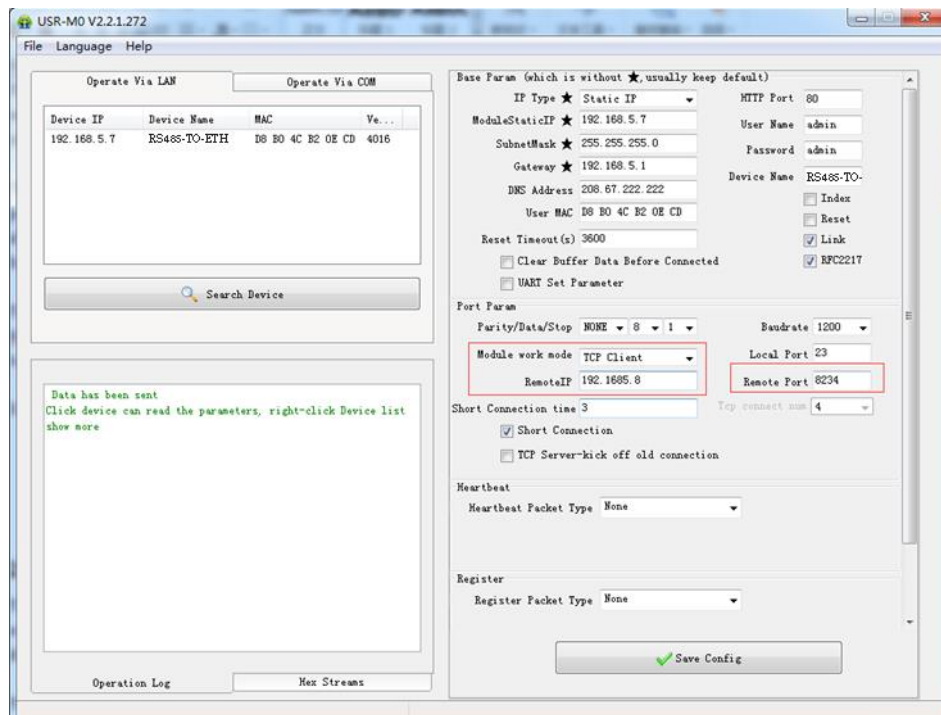 USR-M0 V2.2.1.272
File Language Help
Operate Via LAN
Operate Via COM
Device IP Device Name MAC Ve...
192.168.5.7 RS485-TO-ETH D8 B0 4C B2 0E CD 4016
Search Device
Data has been sent
Click device can read the parameters, right-click Device list
show more
Operation Log
Hex Streams
Base Param (which is without ★,usually keep default)
IP Type ★ Static IP
HTTP Port 80
ModuleStaticIP ★ 192.168.5.7
User Name admin
SubnetMask ★ 255.255.255.0
Password admin
Gateway ★ 192.168.5.1
Device Name RS485-TO-
DNS Address 208.67.222.222
Index
User MAC D8 B0 4C B2 0E CD
Reset
Reset Timeout(s) 3600
Link
Clear Buffer Data Before Connected
RFC2217
UART Set Parameter
Port Param
Parity/Data/Stop NONE 8 1
Baudrate 1200
Module work mode TCP Client
Local Port 23
RemoteIP 192.1685.8
Remote Port 8234
Short Connection time 3
Tcp connect num 4
Short Connection
TCP Server-kick off old connection
Heartbeat
Heartbeat Packet Type None
Register
Register Packet Type None
Save Config